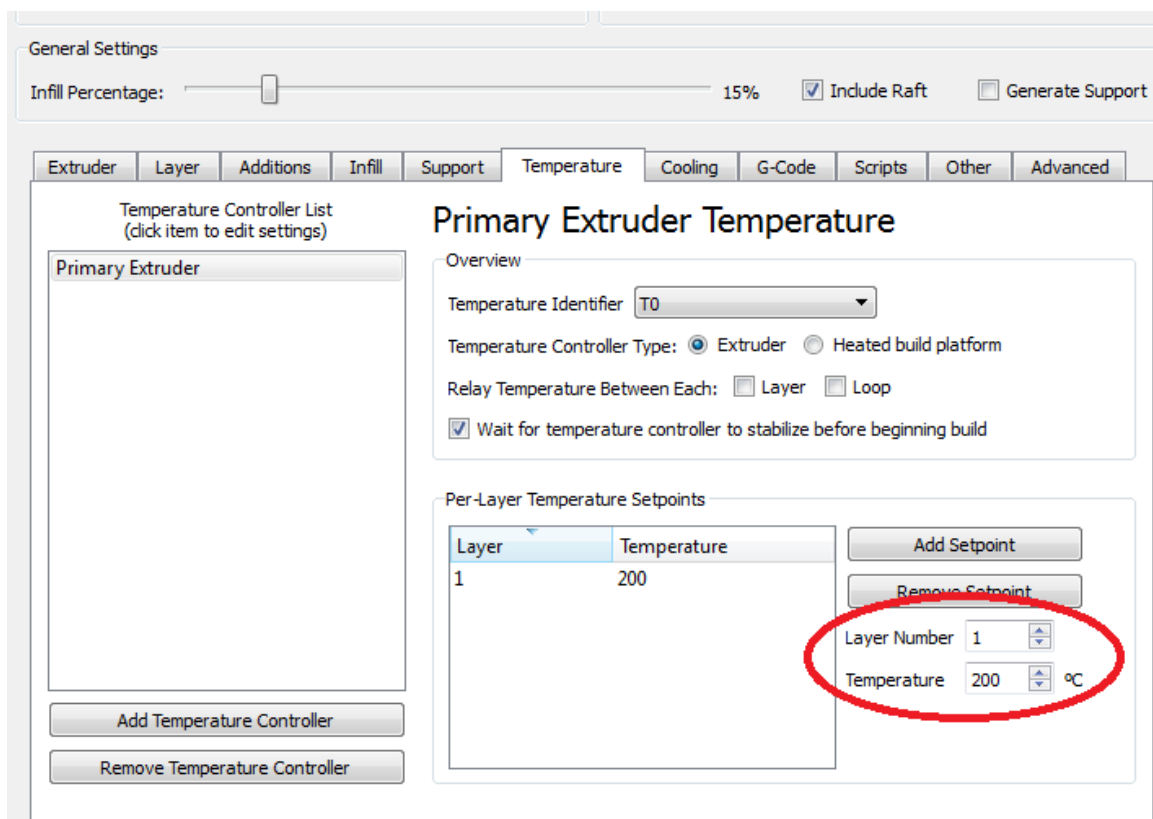 General Settings
Infill Percentage: 15% Include Raft Generate Support
Extruder Layer Additions Infill Support Temperature Cooling G-Code Scripts Other Advanced
Temperature Controller List
(click item to edit settings)
Primary Extruder
Add Temperature Controller
Remove Temperature Controller
Primary Extruder Temperature
Overview
Temperature Identifier T0
Temperature Controller Type: Extruder Heated build platform
Relay Temperature Between Each: Layer Loop
Wait for temperature controller to stabilize before beginning build
Per-Layer Temperature Setpoints
Layer Temperature
1 200
Add Setpoint
Remove Setpoint
Layer Number 1
Temperature 200 ºC